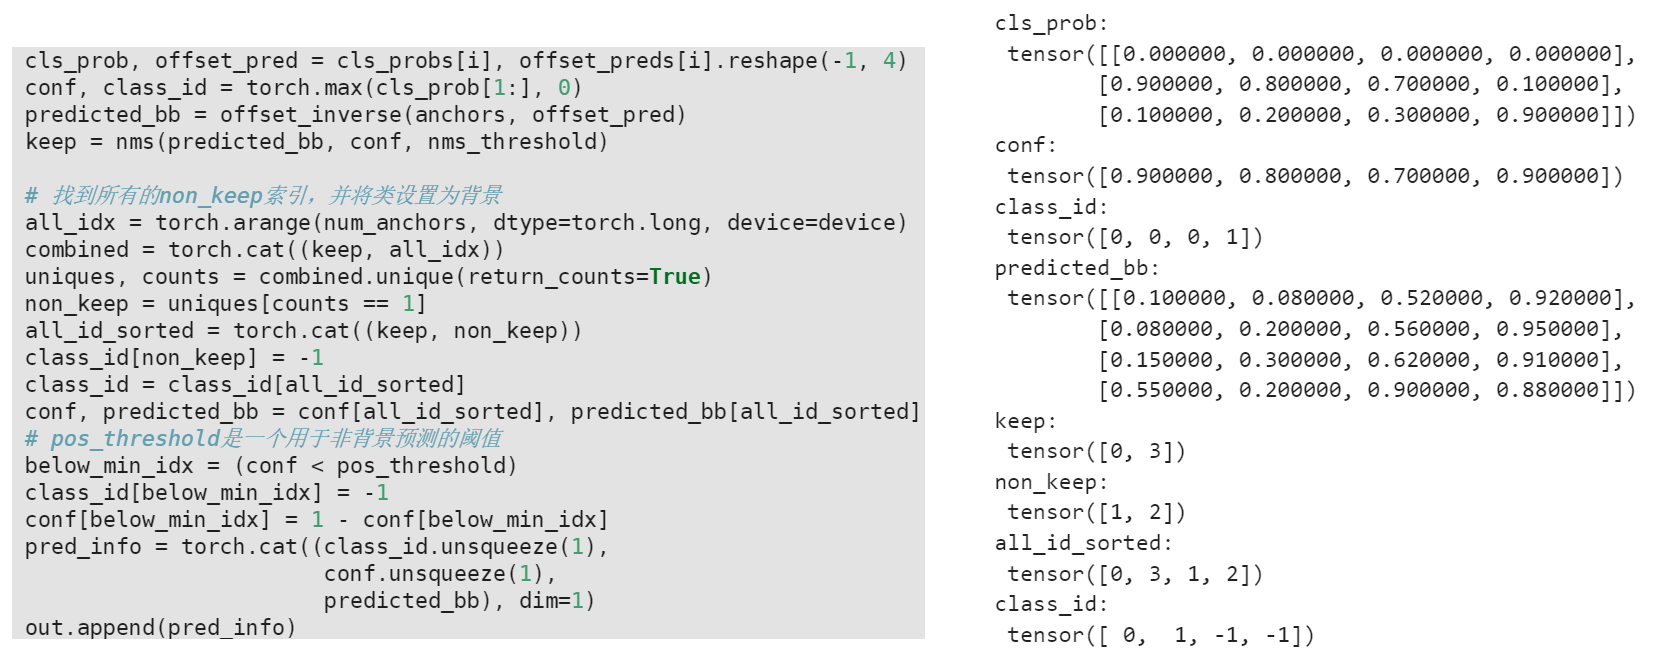 cls_prob, offset_pred = cls_probs[i], offset_preds[i].reshape(-1, 4)
conf, class_id = torch.max(cls_prob[1:], 0)
predicted_bb = offset_inverse(anchors, offset_pred)
keep = nms(predicted_bb, conf, nms_threshold)

# 找到所有的non_keep索引，并将类设置为背景
all_idx = torch.arange(num_anchors, dtype=torch.long, device=device)
combined = torch.cat((keep, all_idx))
uniques, counts = combined.unique(return_counts=True)
non_keep = uniques[counts == 1]
all_id_sorted = torch.cat((keep, non_keep))
class_id[non_keep] = -1
class_id = class_id[all_id_sorted]
conf, predicted_bb = conf[all_id_sorted], predicted_bb[all_id_sorted]
# pos_threshold是一个用于非背景预测的阈值
below_min_idx = (conf < pos_threshold)
class_id[below_min_idx] = -1
conf[below_min_idx] = 1 - conf[below_min_idx]
pred_info = torch.cat((class_id.unsqueeze(1),
                       conf.unsqueeze(1),
                       predicted_bb), dim=1)
out.append(pred_info)
cls_prob:
 tensor([[0.000000, 0.000000, 0.000000, 0.000000],
        [0.900000, 0.800000, 0.700000, 0.100000],
        [0.100000, 0.200000, 0.300000, 0.900000]])
conf:
 tensor([0.900000, 0.800000, 0.700000, 0.900000])
class_id:
 tensor([0, 0, 0, 1])
predicted_bb:
 tensor([[0.100000, 0.080000, 0.520000, 0.920000],
        [0.080000, 0.200000, 0.560000, 0.950000],
        [0.150000, 0.300000, 0.620000, 0.910000],
        [0.550000, 0.200000, 0.900000, 0.880000]])
keep:
 tensor([0, 3])
non_keep:
 tensor([1, 2])
all_id_sorted:
 tensor([0, 3, 1, 2])
class_id:
 tensor([ 0,  1, -1, -1])